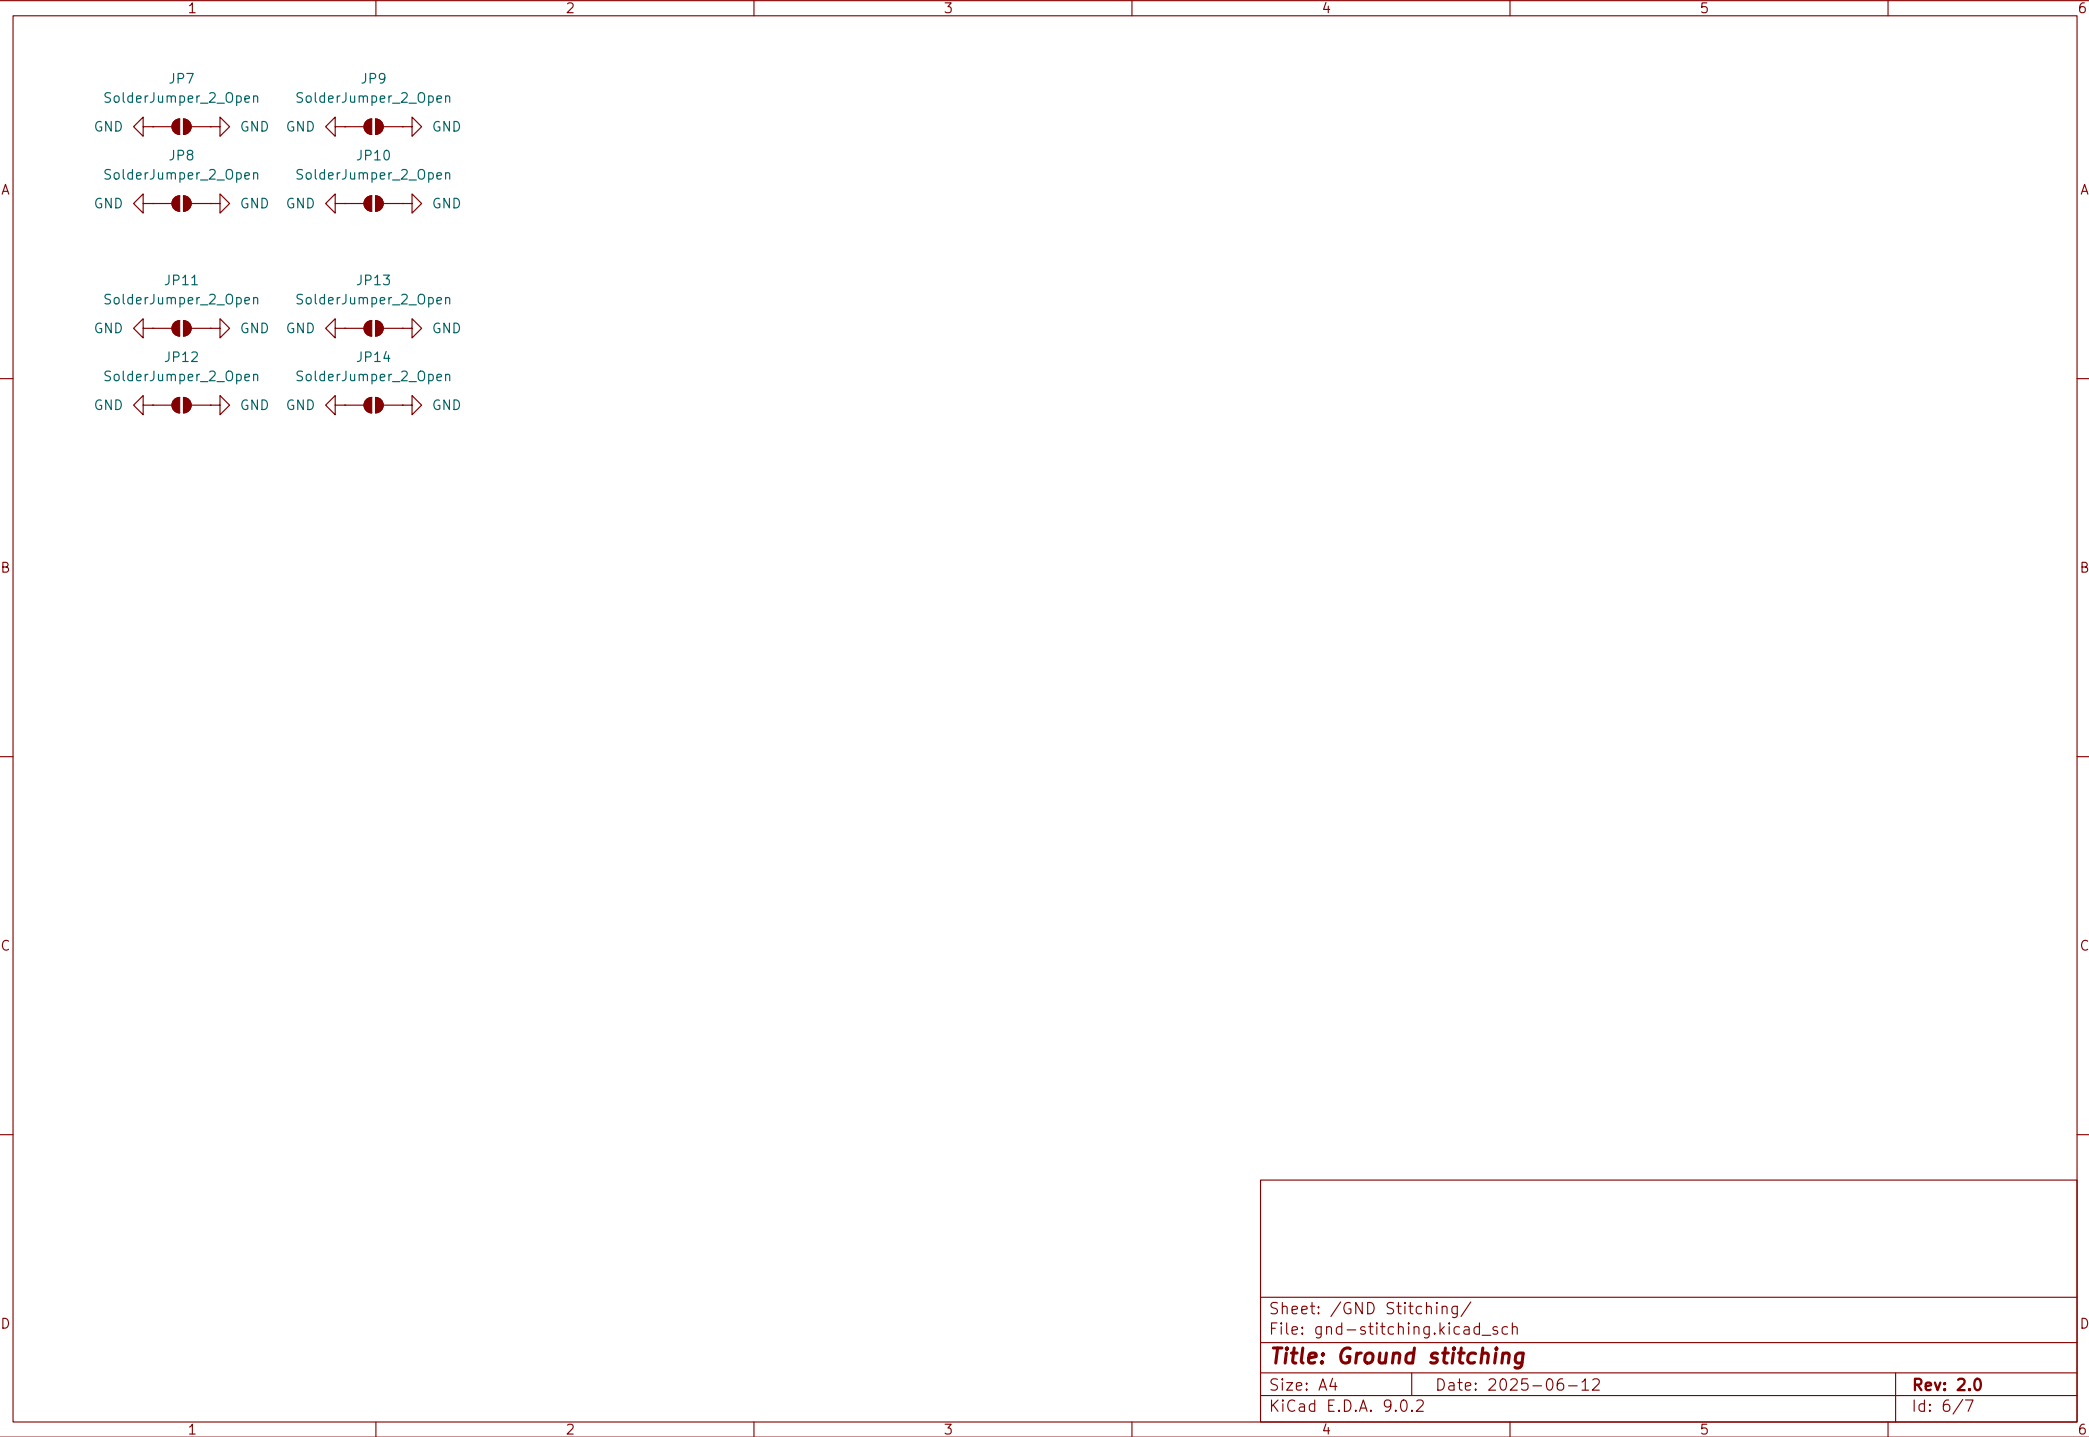 1 2 3 4 5 6
JP7 JP9
SolderJumper_2_Open SolderJumper_2_Open
GND GND GND GND
JP8 JP10
SolderJumper_2_Open SolderJumper_2_Open
A A
GND GND GND GND
JP11 JP13
SolderJumper_2_Open SolderJumper_2_Open
GND GND GND GND
JP12 JP14
SolderJumper_2_Open SolderJumper_2_Open
GND GND GND GND
B B
C C
Sheet: /GND Stitching/
D D
File: gnd-stitching.kicad_sch
Title: Ground stitching
Size: A4 Date: 2025-06-12 Rev: 2.0
KiCad E.D.A. 9.0.2 Id: 6/7
1 2 3 4 5 6